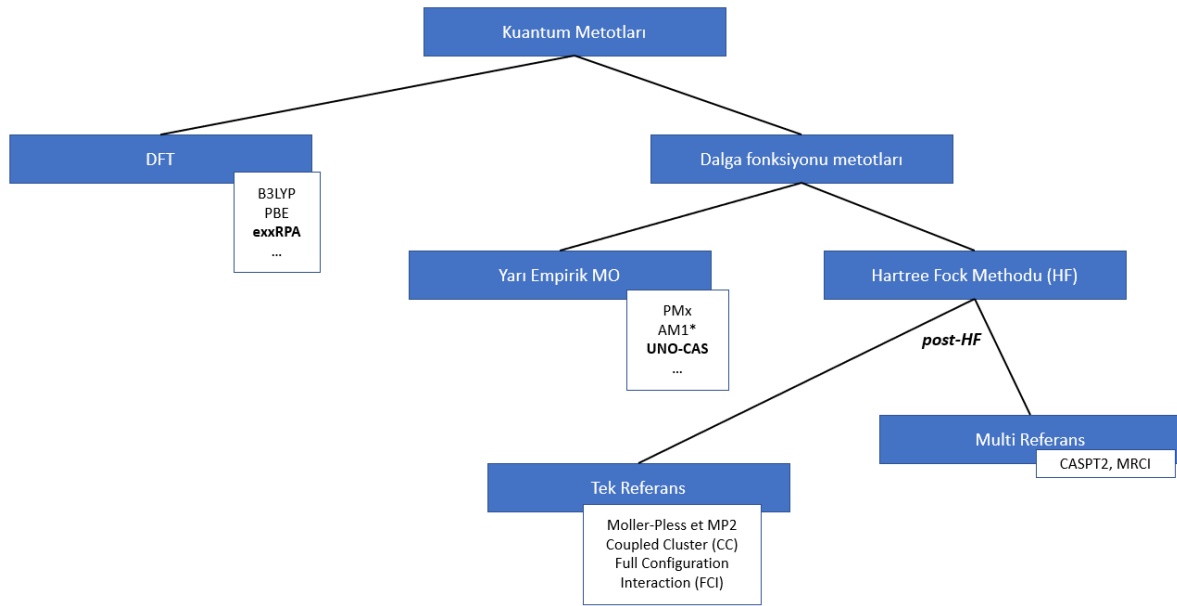 Kuantum Metotları
DFT
B3LYP
PBE
exxRPA
...
Dalga fonksiyonu metotları
Yarı Empirik MO
PMx
AM1*
UNO-CAS
...
Hartree Fock Methodu (HF)
post-HF
Multi Referans
CASPT2, MRCI
Tek Referans
Moller-Pless et MP2
Coupled Cluster (CC)
Full Configuration
Interaction (FCI)